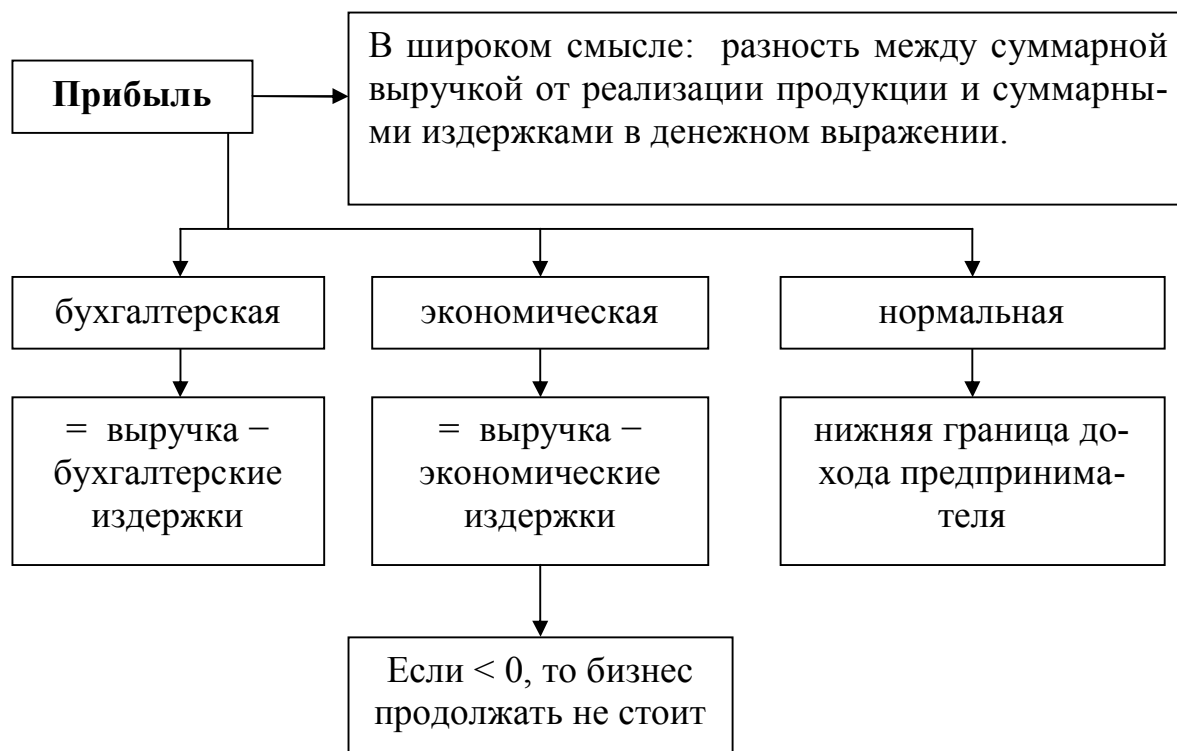 Прибыль
В широком смысле: разность между суммарной
выручкой от реализации продукции и суммарны-
ми издержками в денежном выражении.
бухгалтерская
экономическая
нормальная
= выручка −
бухгалтерские
издержки
= выручка −
экономические
издержки
нижняя граница до-
хода предпринима-
теля
Если < 0, то бизнес
продолжать не стоит